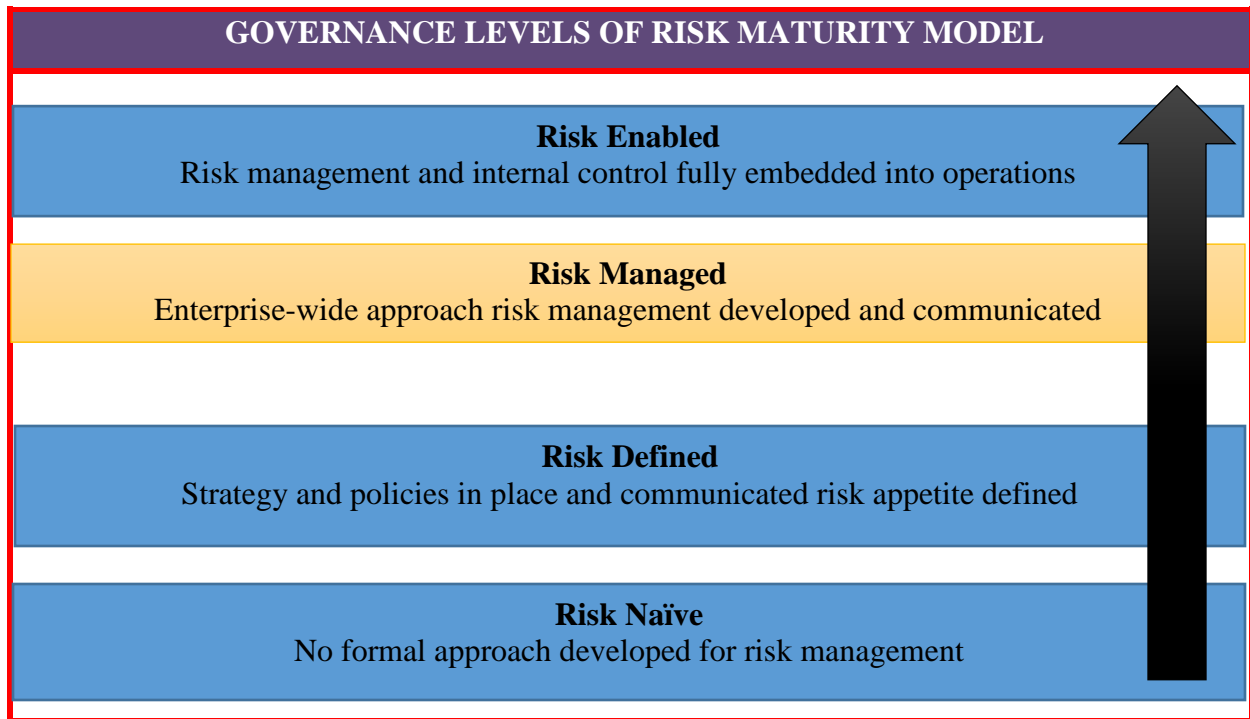 GOVERNANCE LEVELS OF RISK MATURITY MODEL
Risk Enabled
Risk management and internal control fully embedded into operations
Risk Managed
Enterprise-wide approach risk management developed and communicated
Risk Defined
Strategy and policies in place and communicated risk appetite defined
Risk Naïve
No formal approach developed for risk management